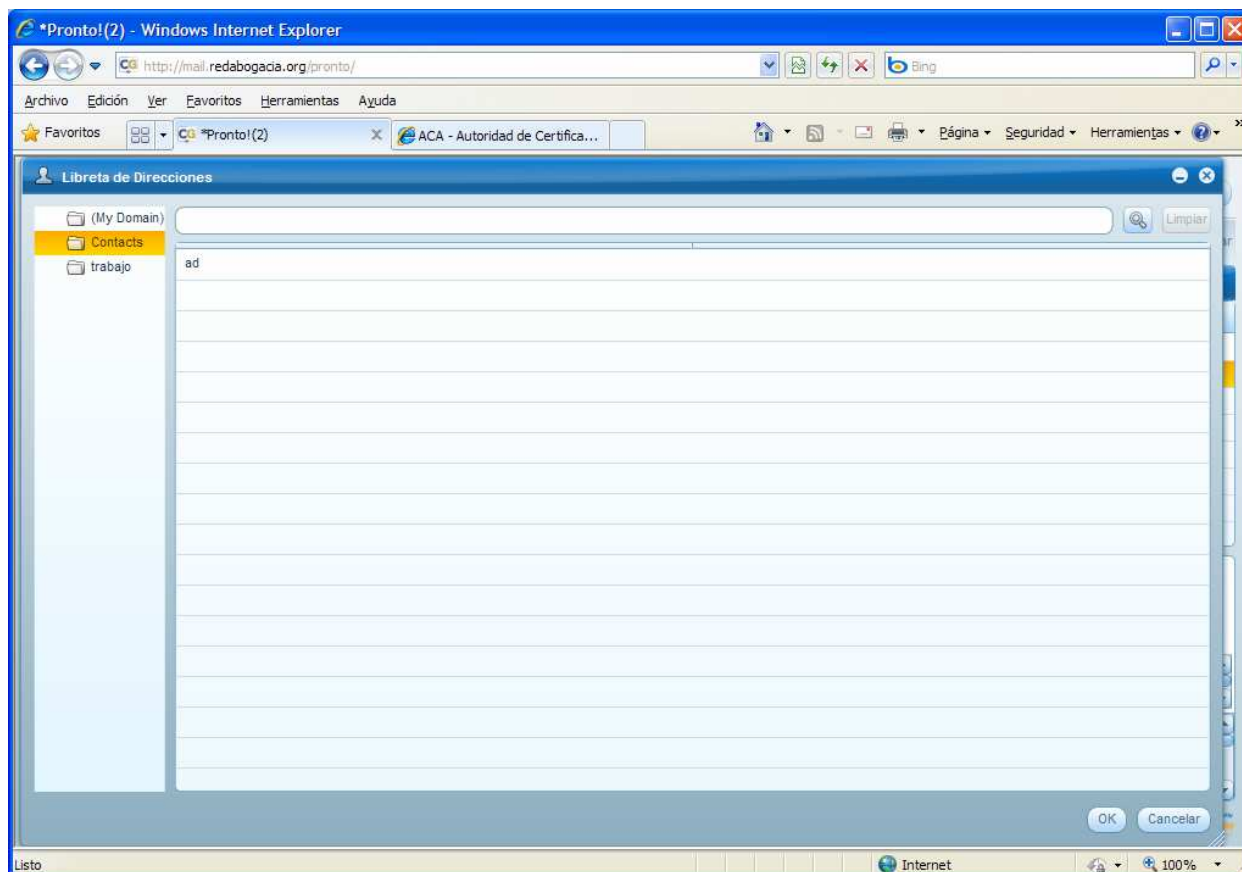 *Pronto!(2) - Windows Internet Explorer
http://mail.redabogacia.org/pronto/
Bing
Archivo Edición Ver Favoritos Herramientas Ayuda
Favoritos
*Pronto!(2)
ACA - Autoridad de Certifica...
Página Seguridad Herramientas
Libreta de Direcciones
(My Domain)
Limpiar
Contacts
trabajo
ad
OK Cancelar
Listo
Internet
100%